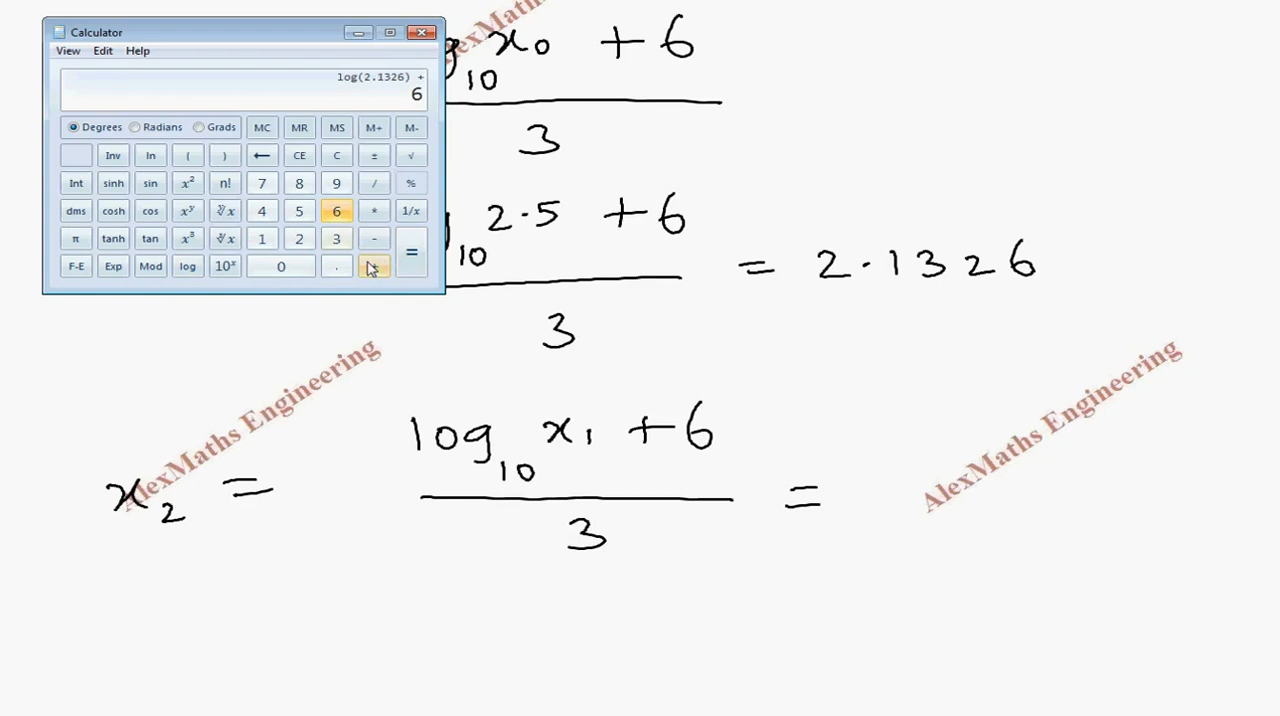 Calculator
View Edit Help
log(2.1326) +
6
Degrees Radians Grads MC MR MS M+ M-
Inv ln ( ) ← CE C ± √
Int sinh sin x² n! 7 8 9 / %
dms cosh cos xʸ ʸ√x 4 5 6 * 1/x
π tanh tan x³ ³√x 1 2 3 - =
F-E Exp Mod log 10ˣ 0 . +
g₁₀ x₀ + 6
3
₁₀ 2.5 + 6
= 2.1326
3
AlexMaths Engineering
AlexMaths Engineering
x₂ = log₁₀ x₁ + 6 =
3
AlexMaths